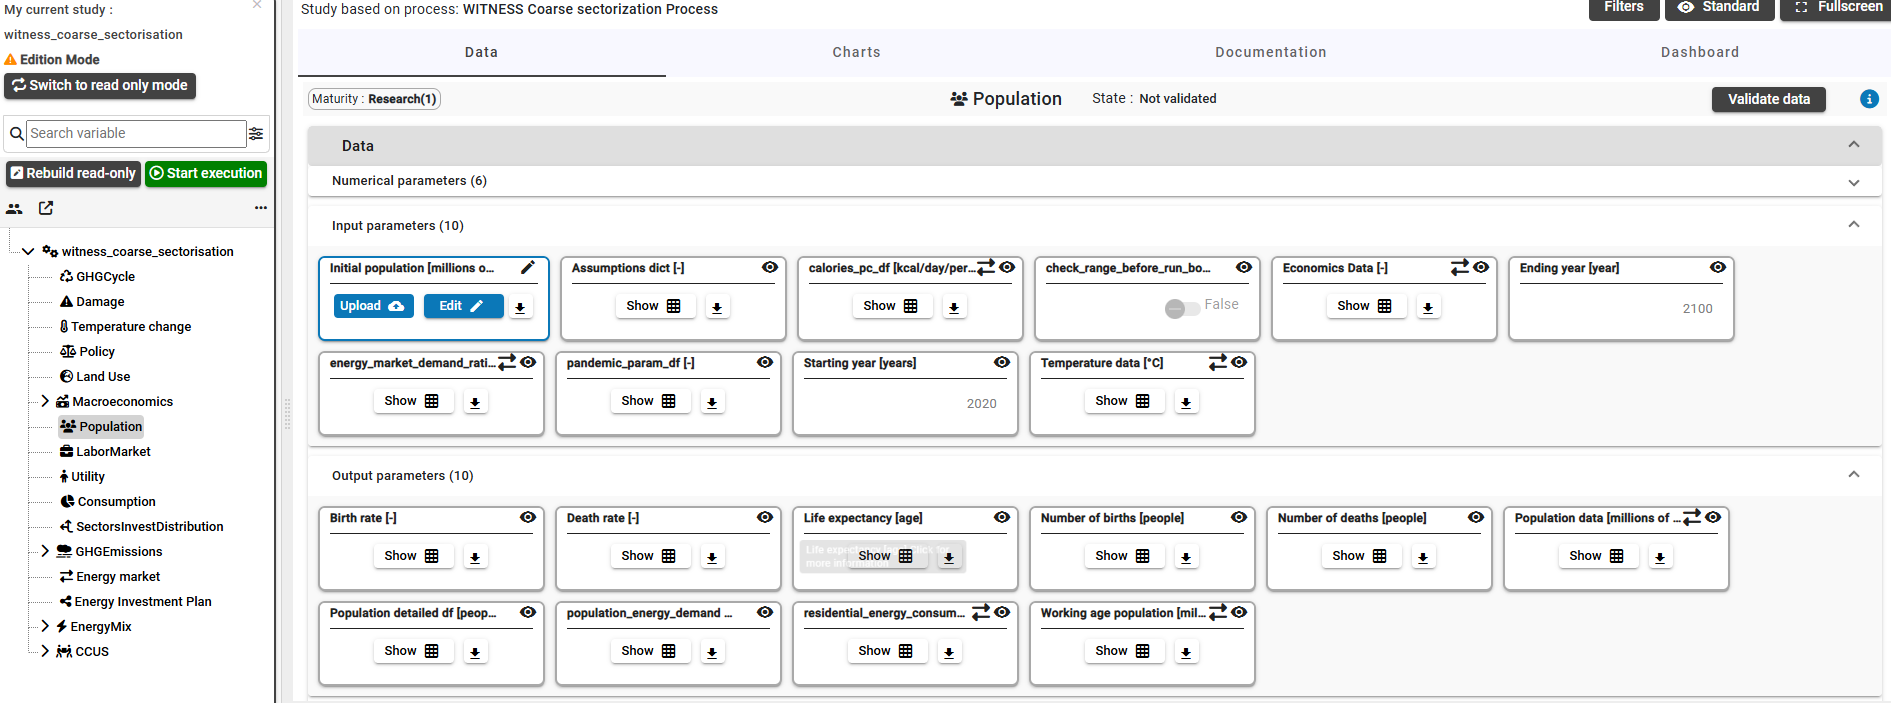 My current study :
witness_coarse_sectorisation
Edition Mode
Switch to read only mode
Search variable
Rebuild read-only
Start execution
witness_coarse_sectorisation
GHGCycle
Damage
Temperature change
Policy
Land Use
Macroeconomics
Population
LaborMarket
Utility
Consumption
SectorsInvestDistribution
GHGEmissions
Energy market
Energy Investment Plan
EnergyMix
CCUS
Study based on process: WITNESS Coarse sectorization Process
Filters
Standard
Fullscreen
Data
Charts
Documentation
Dashboard
Maturity : Research(1)
Population
State : Not validated
Validate data
Data
Numerical parameters (6)
Input parameters (10)
Initial population [millions o...
Upload
Edit
Assumptions dict [-]
Show
calories_pc_df [kcal/day/per...
Show
check_range_before_run_bo...
False
Economics Data [-]
Show
Ending year [year]
2100
energy_market_demand_rati...
Show
pandemic_param_df [-]
Show
Starting year [years]
2020
Temperature data [°C]
Show
Output parameters (10)
Birth rate [-]
Show
Death rate [-]
Show
Life expectancy [age]
Show
Life expe
more information
Number of births [people]
Show
Number of deaths [people]
Show
Population data [millions of ...
Show
Population detailed df [peop...
Show
population_energy_demand ...
Show
residential_energy_consum...
Show
Working age population [mil...
Show